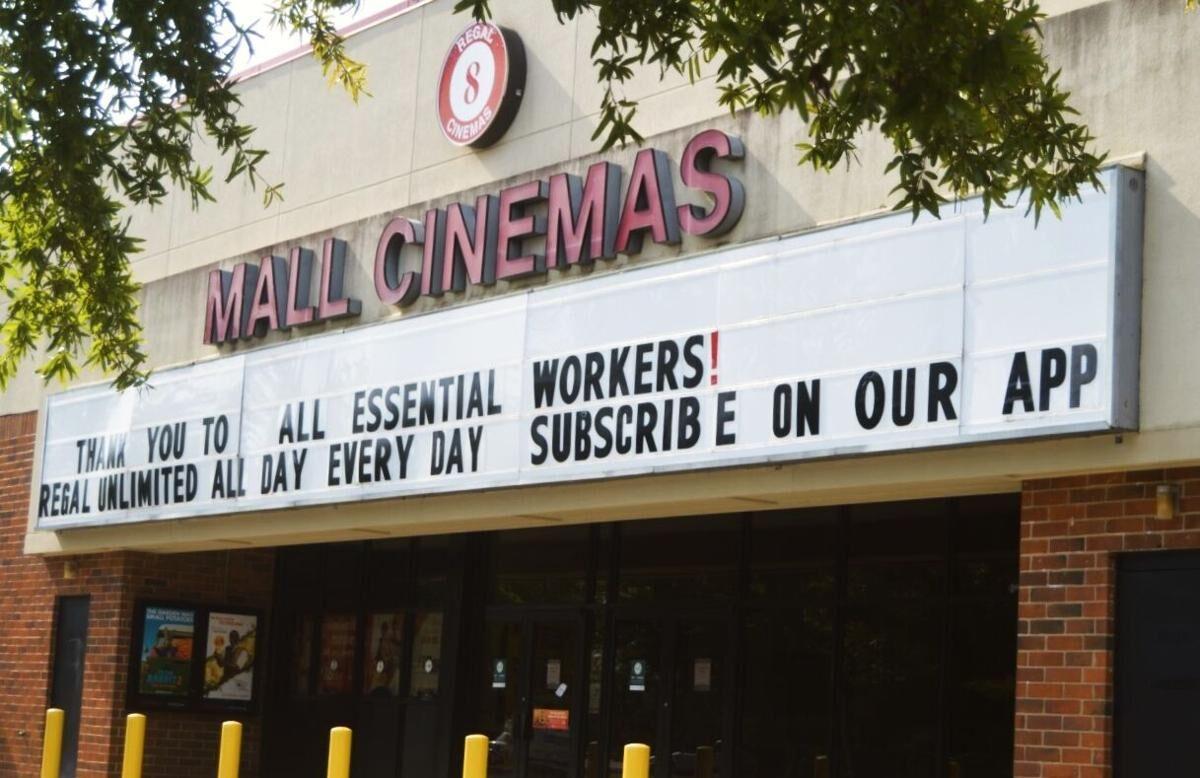 REGAL
8
CINEMAS
MALL CINEMAS
THANK YOU TO ALL ESSENTIAL WORKERS!
REGAL UNLIMITED ALL DAY EVERY DAY SUBSCRIBE ON OUR APP